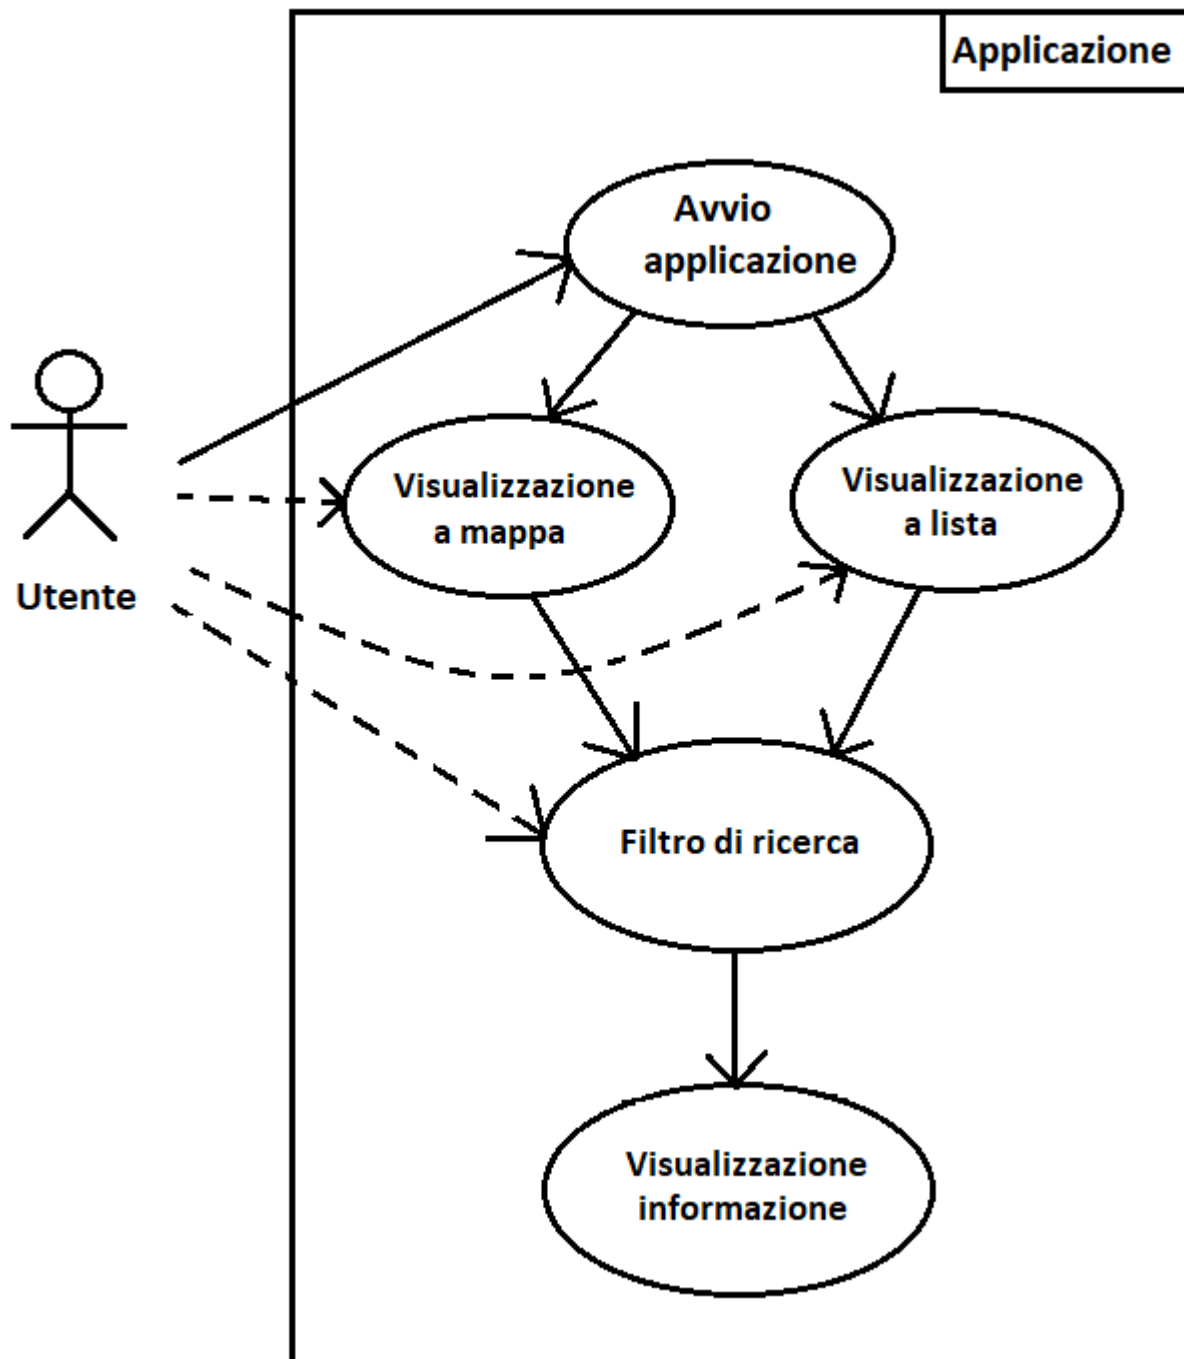 Applicazione
Avvio
applicazione
Visualizzazione
a mappa
Visualizzazione
a lista
Utente
Filtro di ricerca
Visualizzazione
informazione